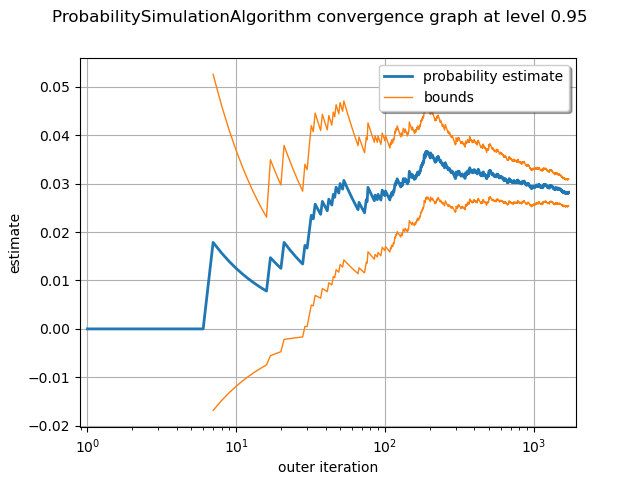 ProbabilitySimulationAlgorithm convergence graph at level 0.95
probability estimate
bounds
0.05
0.04
0.03
0.02
0.01
0.00
−0.01
−0.02
estimate
10⁰
10¹
10²
10³
outer iteration